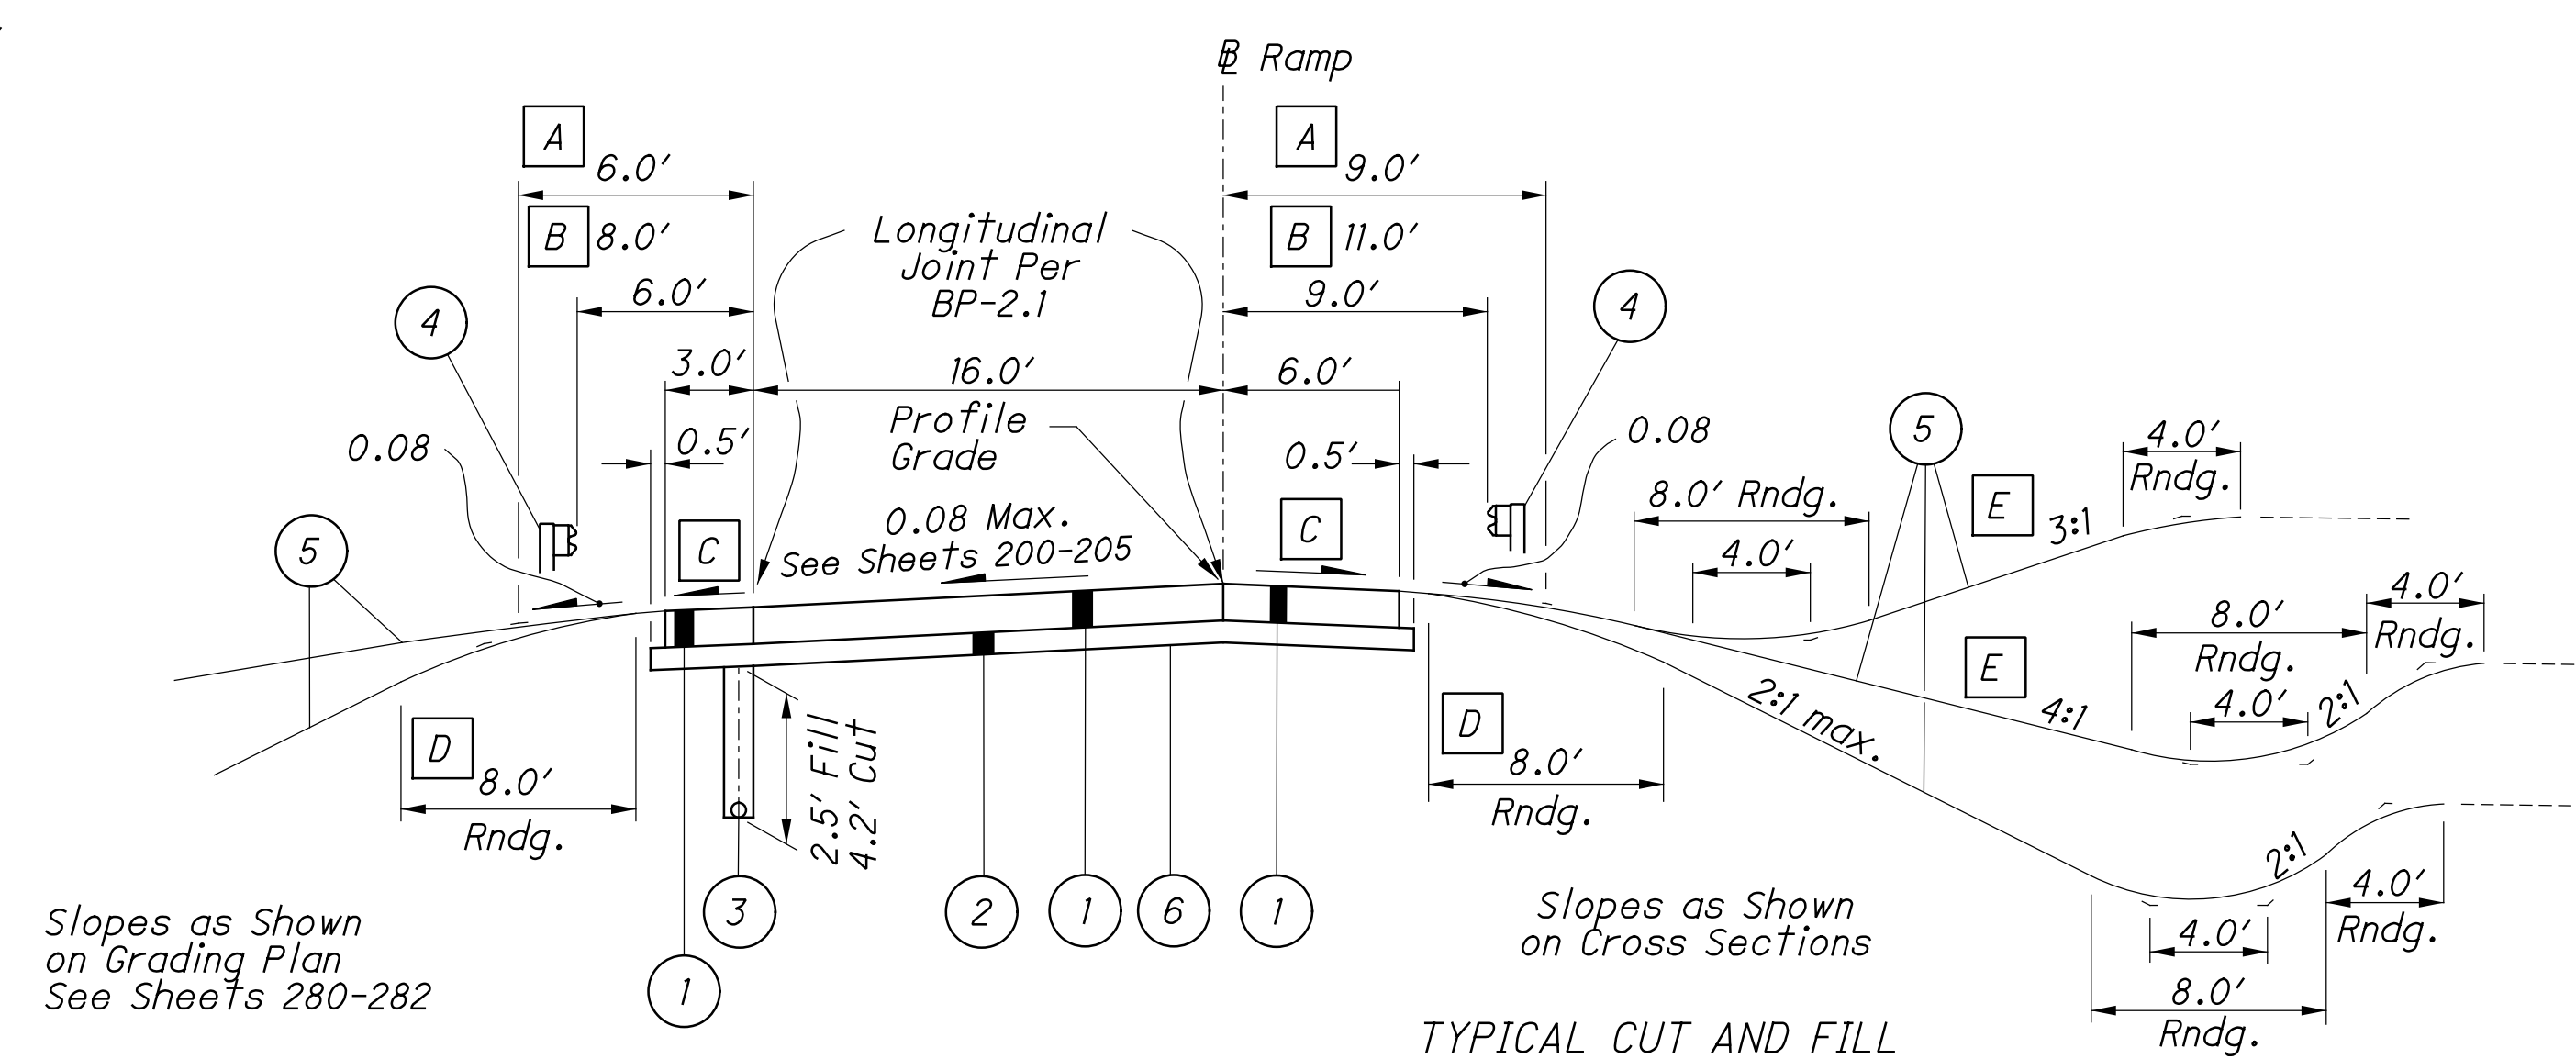 ℄ Ramp
A
6.0'
A
9.0'
B 8.0'
B 11.0'
Longitudinal
Joint Per
BP-2.1
6.0'
9.0'
4
4
3.0'
16.0'
6.0'
Profile
Grade
0.08
0.5'
0.5'
0.08
5
4.0'
Rndg.
8.0' Rndg.
4.0'
E
3:1
0.08 Max.
See Sheets 200-205
C
C
5
4.0'
Rndg.
8.0'
Rndg.
E
4:1
4.0'
2:1
2:1 max.
D
8.0'
Rndg.
D
8.0'
Rndg.
2.5' Fill
4.2' Cut
2:1
4.0'
Rndg.
4.0'
8.0'
Rndg.
3
2
1
6
1
1
Slopes as Shown
on Grading Plan
See Sheets 280-282
Slopes as Shown
on Cross Sections
TYPICAL CUT AND FILL